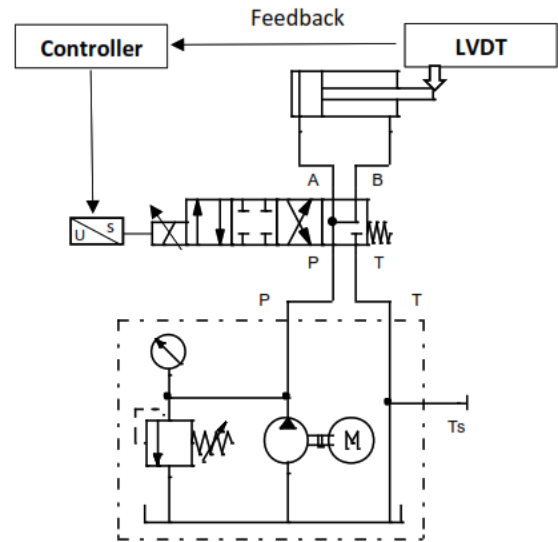 Feedback
Controller
LVDT
A B
U S
P T
P T
M
Ts